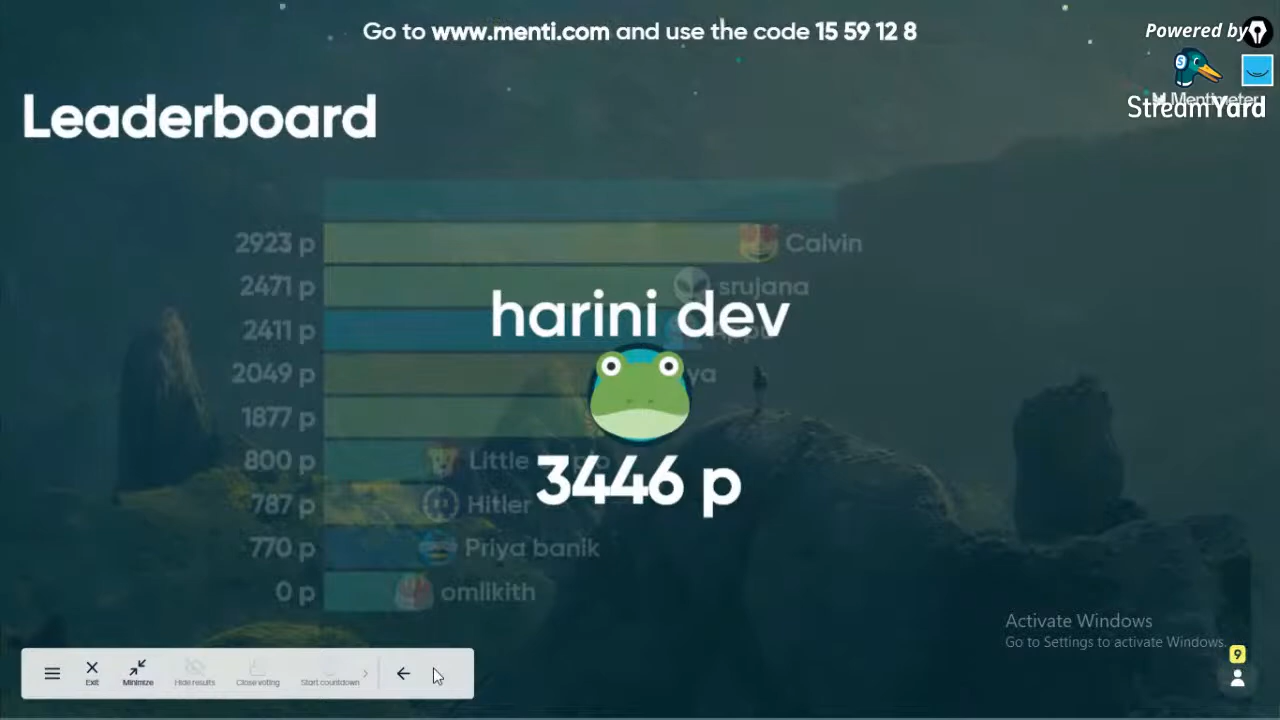 Go to www.menti.com and use the code 15 59 12 8
Powered by
Mentimeter
StreamYard
Leaderboard
2923 p Calvin
2471 p srujana
harini dev
2411 p
2049 p
1877 p
800 p Little
3446 p
787 p Hitler
770 p Priya banik
0 p omlikith
Activate Windows
Go to Settings to activate Windows.
9
Exit Minimize Hide results Close voting Start countdown